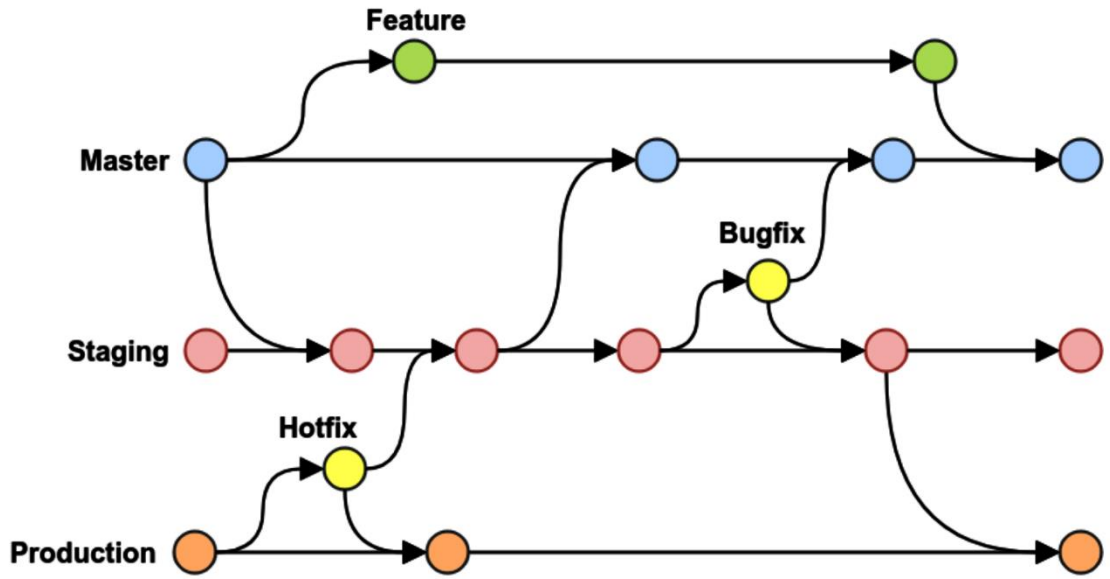 Feature
Master
Bugfix
Staging
Hotfix
Production